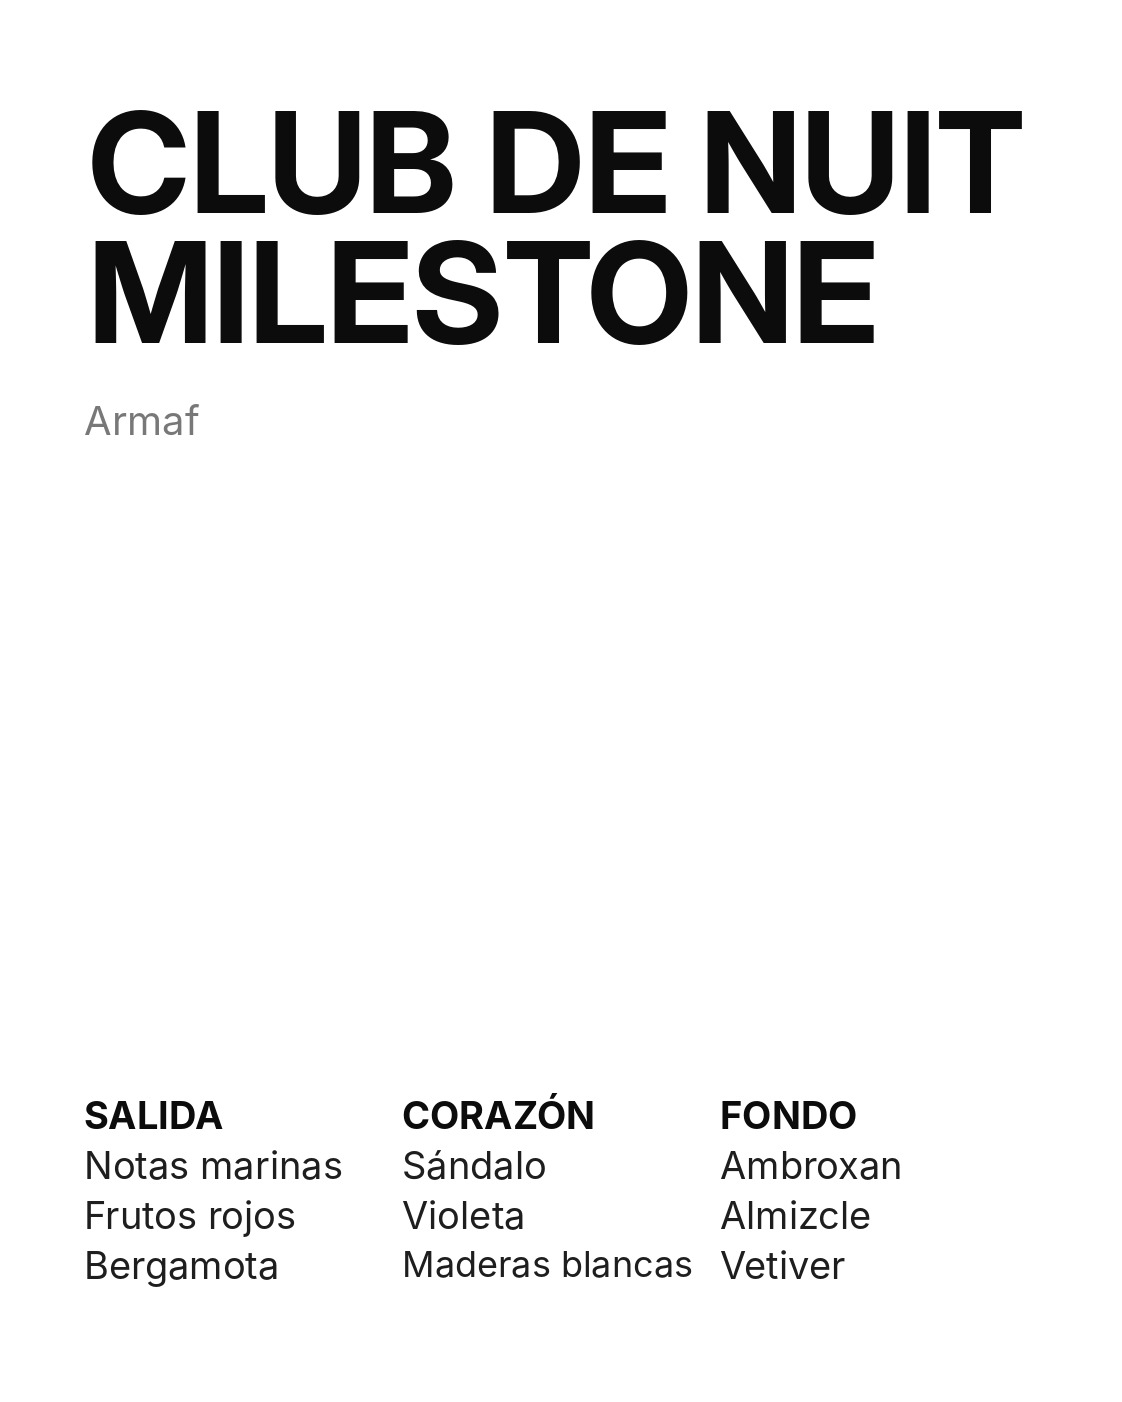 CLUB DE NUIT
MILESTONE
Armaf
SALIDA
Notas marinas
Frutos rojos
Bergamota
CORAZÓN
Sándalo
Violeta
Maderas blancas
FONDO
Ambroxan
Almizcle
Vetiver